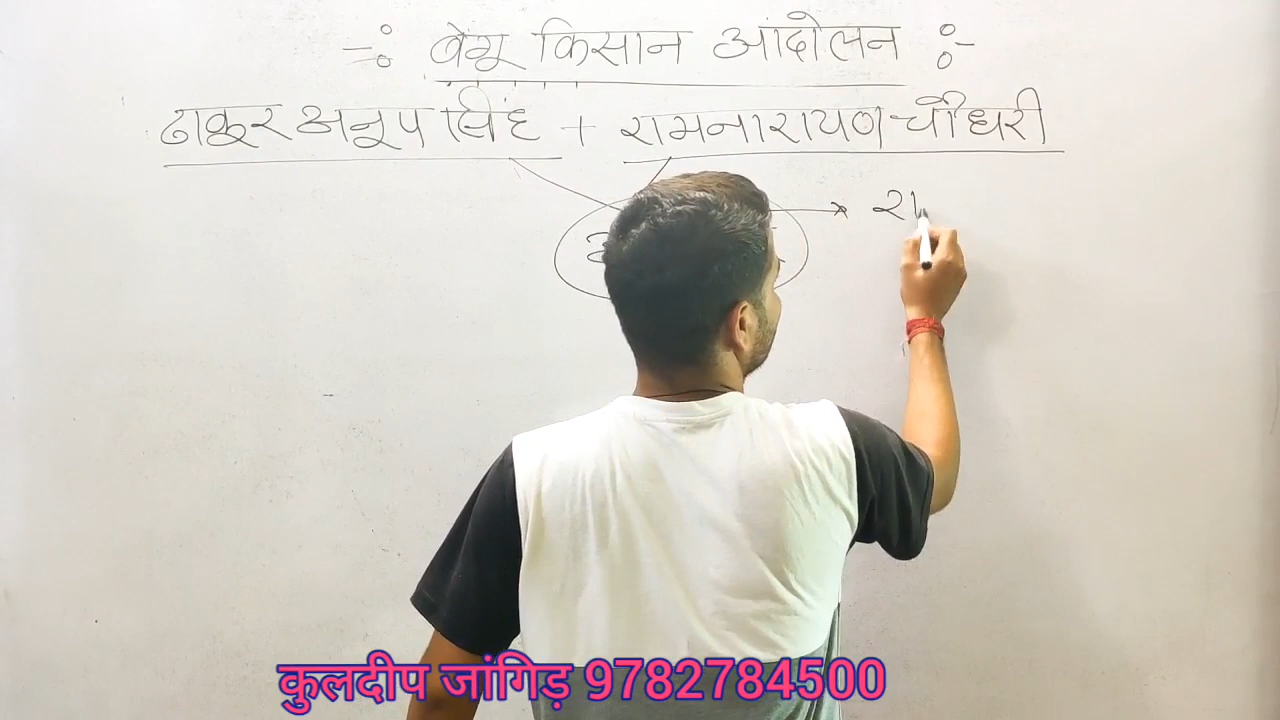 -: बेगू किसान आंदोलन :-
ठाकुर अनूप सिंह + रामनारायण चौधरी
कुलदीप जांगिड़ 9782784500